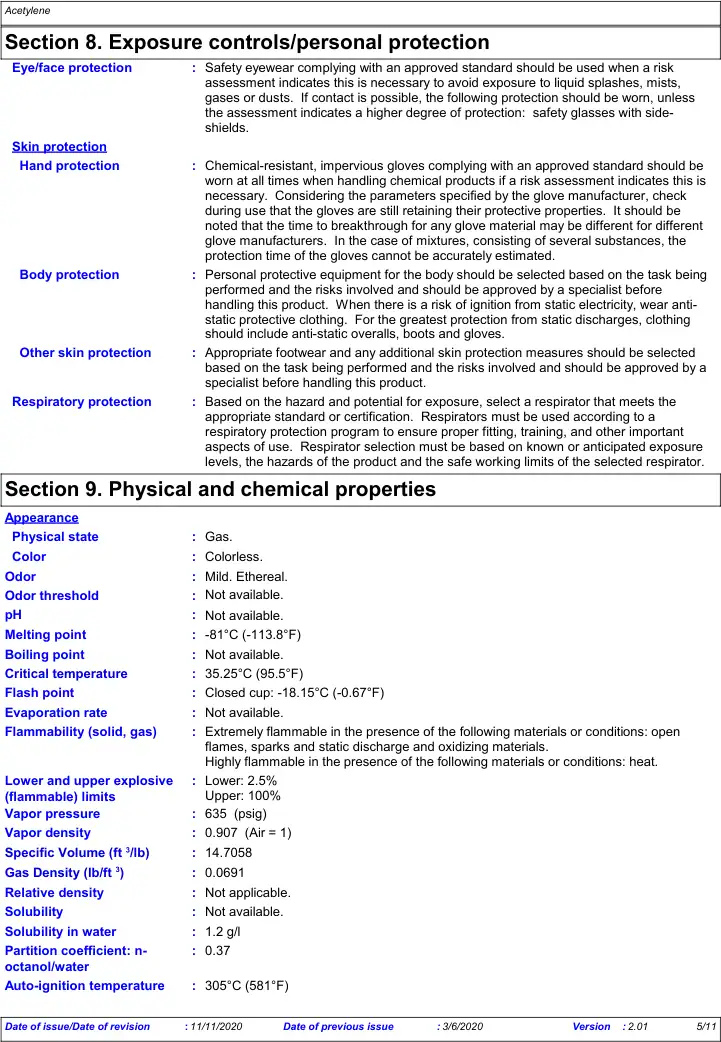 Acetylene
Section 8. Exposure controls/personal protection
Eye/face protection : Safety eyewear complying with an approved standard should be used when a risk
assessment indicates this is necessary to avoid exposure to liquid splashes, mists,
gases or dusts.  If contact is possible, the following protection should be worn, unless
the assessment indicates a higher degree of protection:  safety glasses with side-
shields.
Skin protection
Hand protection : Chemical-resistant, impervious gloves complying with an approved standard should be
worn at all times when handling chemical products if a risk assessment indicates this is
necessary.  Considering the parameters specified by the glove manufacturer, check
during use that the gloves are still retaining their protective properties.  It should be
noted that the time to breakthrough for any glove material may be different for different
glove manufacturers.  In the case of mixtures, consisting of several substances, the
protection time of the gloves cannot be accurately estimated.
Body protection : Personal protective equipment for the body should be selected based on the task being
performed and the risks involved and should be approved by a specialist before
handling this product.  When there is a risk of ignition from static electricity, wear anti-
static protective clothing.  For the greatest protection from static discharges, clothing
should include anti-static overalls, boots and gloves.
Other skin protection : Appropriate footwear and any additional skin protection measures should be selected
based on the task being performed and the risks involved and should be approved by a
specialist before handling this product.
Respiratory protection : Based on the hazard and potential for exposure, select a respirator that meets the
appropriate standard or certification.  Respirators must be used according to a
respiratory protection program to ensure proper fitting, training, and other important
aspects of use.  Respirator selection must be based on known or anticipated exposure
levels, the hazards of the product and the safe working limits of the selected respirator.
Section 9. Physical and chemical properties
Appearance
Physical state : Gas.
Color : Colorless.
Odor : Mild. Ethereal.
Odor threshold : Not available.
pH : Not available.
Melting point : -81°C (-113.8°F)
Boiling point : Not available.
Critical temperature : 35.25°C (95.5°F)
Flash point : Closed cup: -18.15°C (-0.67°F)
Evaporation rate : Not available.
Flammability (solid, gas) : Extremely flammable in the presence of the following materials or conditions: open
flames, sparks and static discharge and oxidizing materials.
Highly flammable in the presence of the following materials or conditions: heat.
Lower and upper explosive : Lower: 2.5%
(flammable) limits Upper: 100%
Vapor pressure : 635  (psig)
Vapor density : 0.907  (Air = 1)
Specific Volume (ft ³/lb) : 14.7058
Gas Density (lb/ft ³) : 0.0691
Relative density : Not applicable.
Solubility : Not available.
Solubility in water : 1.2 g/l
Partition coefficient: n- : 0.37
octanol/water
Auto-ignition temperature : 305°C (581°F)
Date of issue/Date of revision : 11/11/2020 Date of previous issue : 3/6/2020 Version : 2.01 5/11